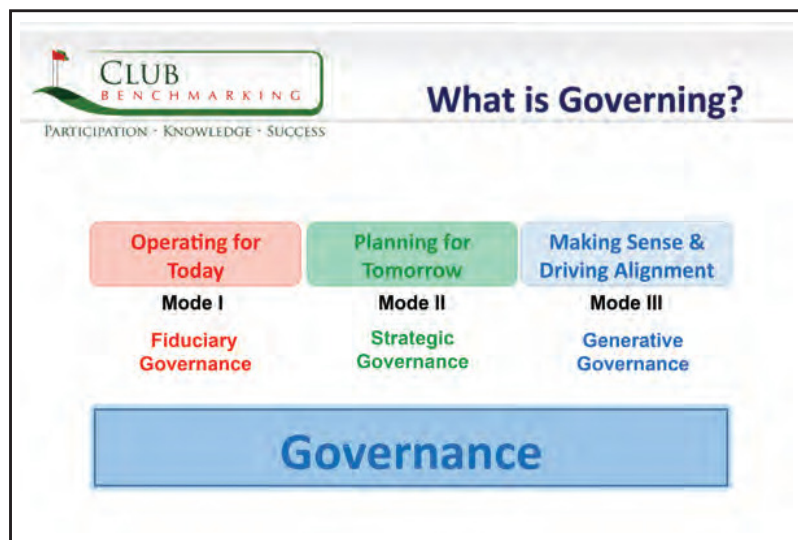 CLUB
BENCHMARKING
PARTICIPATION · KNOWLEDGE · SUCCESS
What is Governing?
Operating for
Today
Mode I
Fiduciary
Governance
Planning for
Tomorrow
Mode II
Strategic
Governance
Making Sense &
Driving Alignment
Mode III
Generative
Governance
Governance